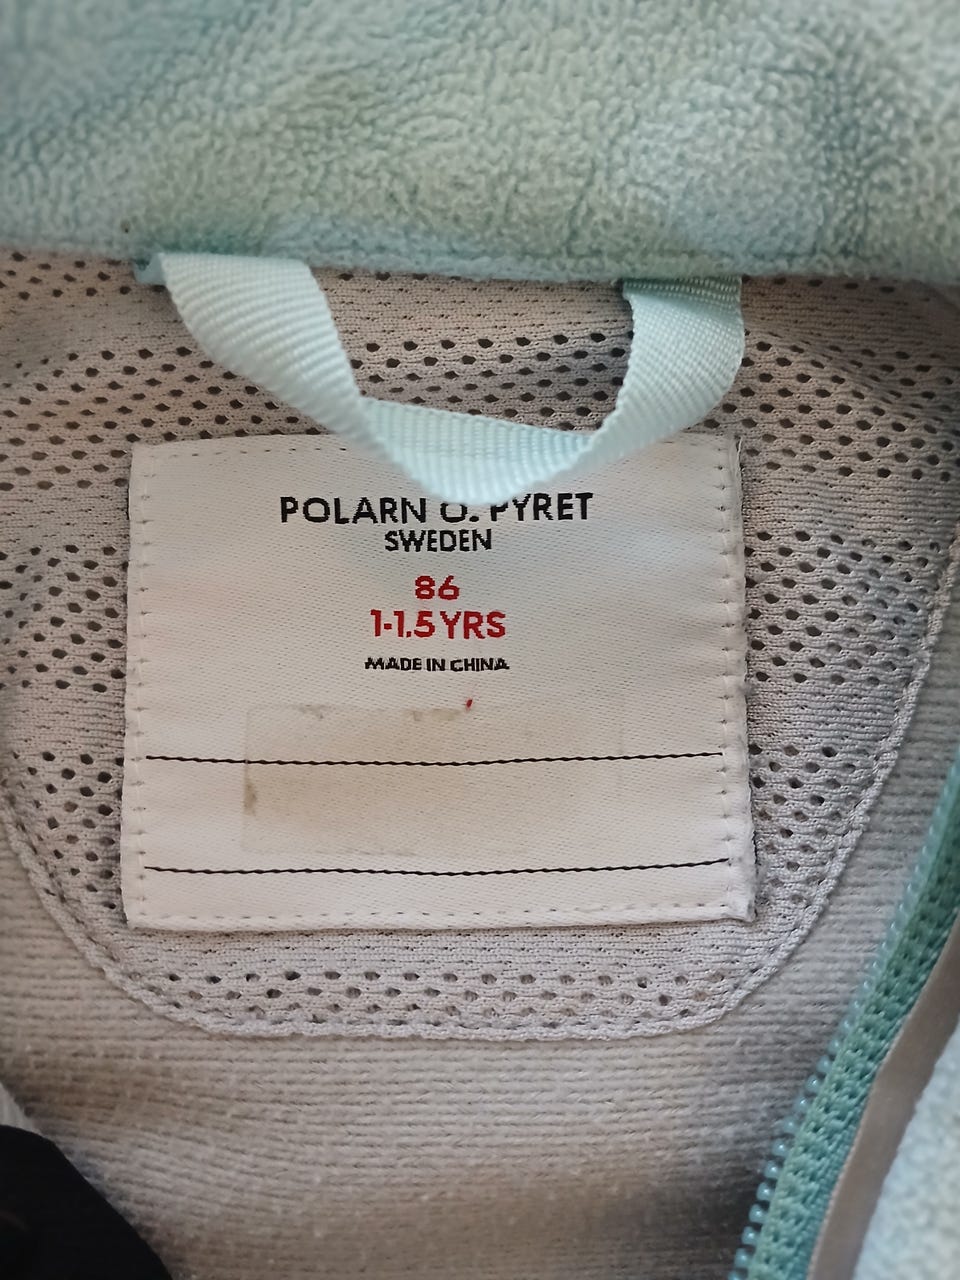 POLARN O. PYRET
SWEDEN
86
1-1.5 YRS
MADE IN CHINA